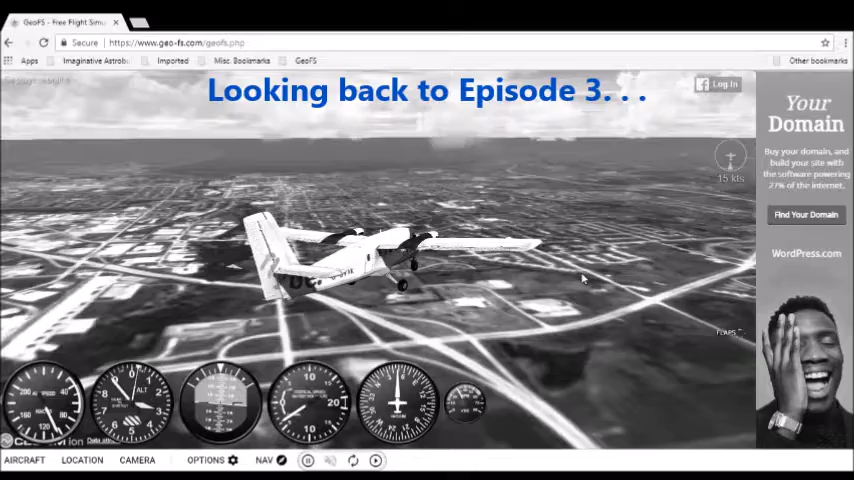 GeoFS - Free Flight Simu
Secure
https://www.geo-fs.com/geofs.php
Apps
Imaginative Astrob
Imported
Misc. Bookmarks
GeoFS
Other bookmarks
Looking back to Episode 3. . .
Log In
15 kts
Your
Domain
Buy your domain, and
build your site with
the software powering
27% of the internet.
Find Your Domain
WordPress.com
FLAPS
AIRCRAFT
LOCATION
CAMERA
OPTIONS
NAV